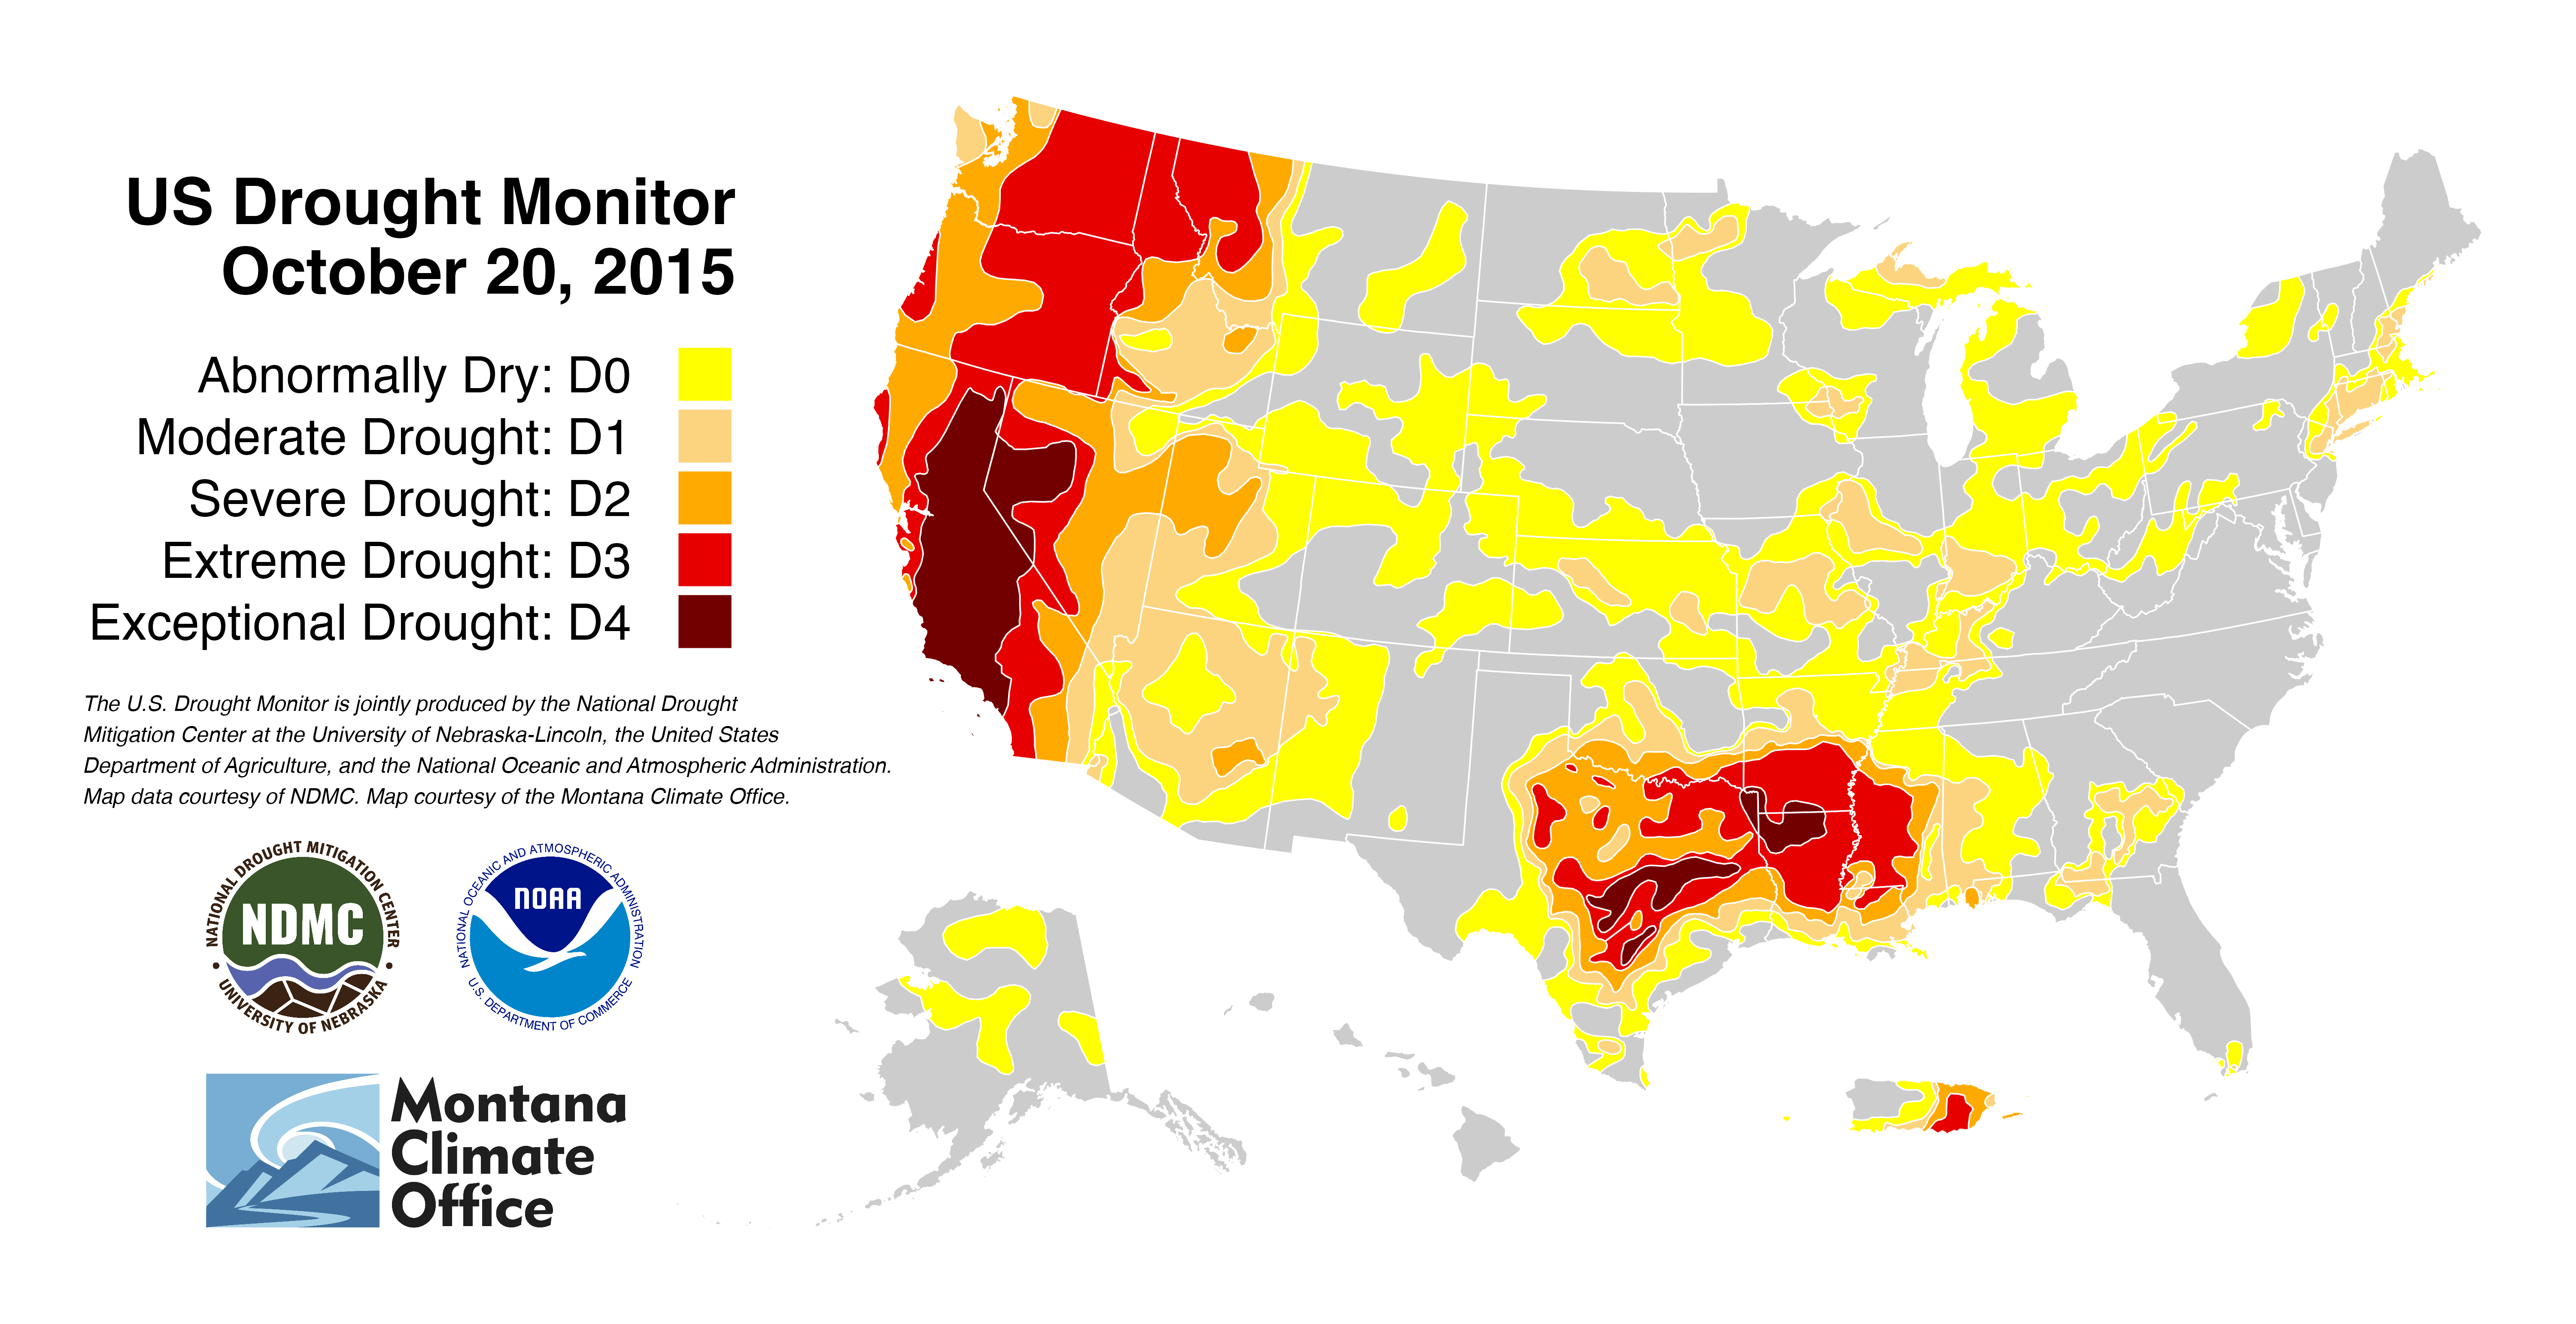 US Drought Monitor
October 20, 2015
Abnormally Dry: D0
Moderate Drought: D1
Severe Drought: D2
Extreme Drought: D3
Exceptional Drought: D4
The U.S. Drought Monitor is jointly produced by the National Drought
Mitigation Center at the University of Nebraska-Lincoln, the United States
Department of Agriculture, and the National Oceanic and Atmospheric Administration.
Map data courtesy of NDMC. Map courtesy of the Montana Climate Office.
NATIONAL DROUGHT MITIGATION CENTER
NDMC
• UNIVERSITY OF NEBRASKA •
NATIONAL OCEANIC AND ATMOSPHERIC ADMINISTRATION
NOAA
U.S. DEPARTMENT OF COMMERCE
Montana
Climate
Office